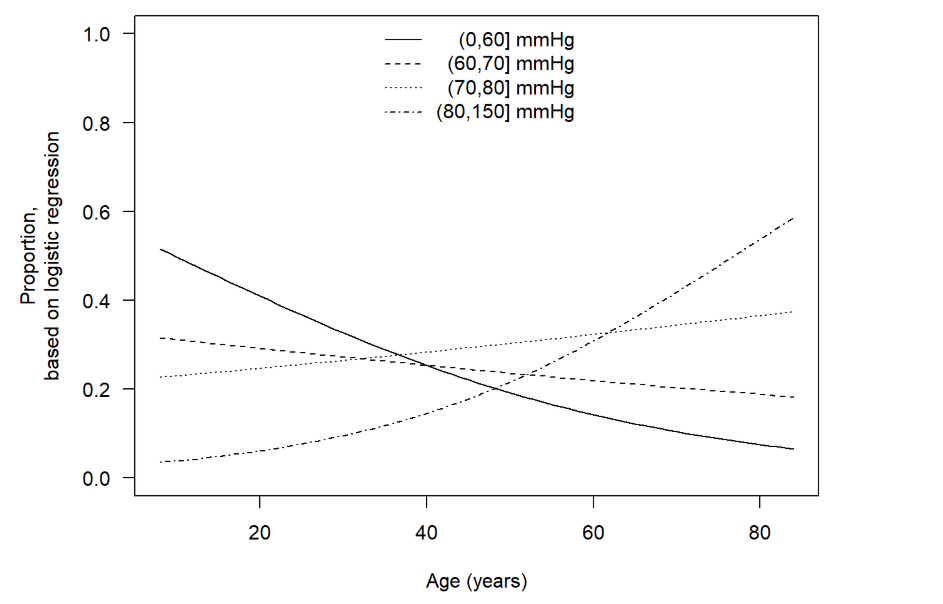 1.0
0.8
0.6
0.4
0.2
0.0
Proportion,
based on logistic regression
(0,60] mmHg
(60,70] mmHg
(70,80] mmHg
(80,150] mmHg
20 40 60 80
Age (years)